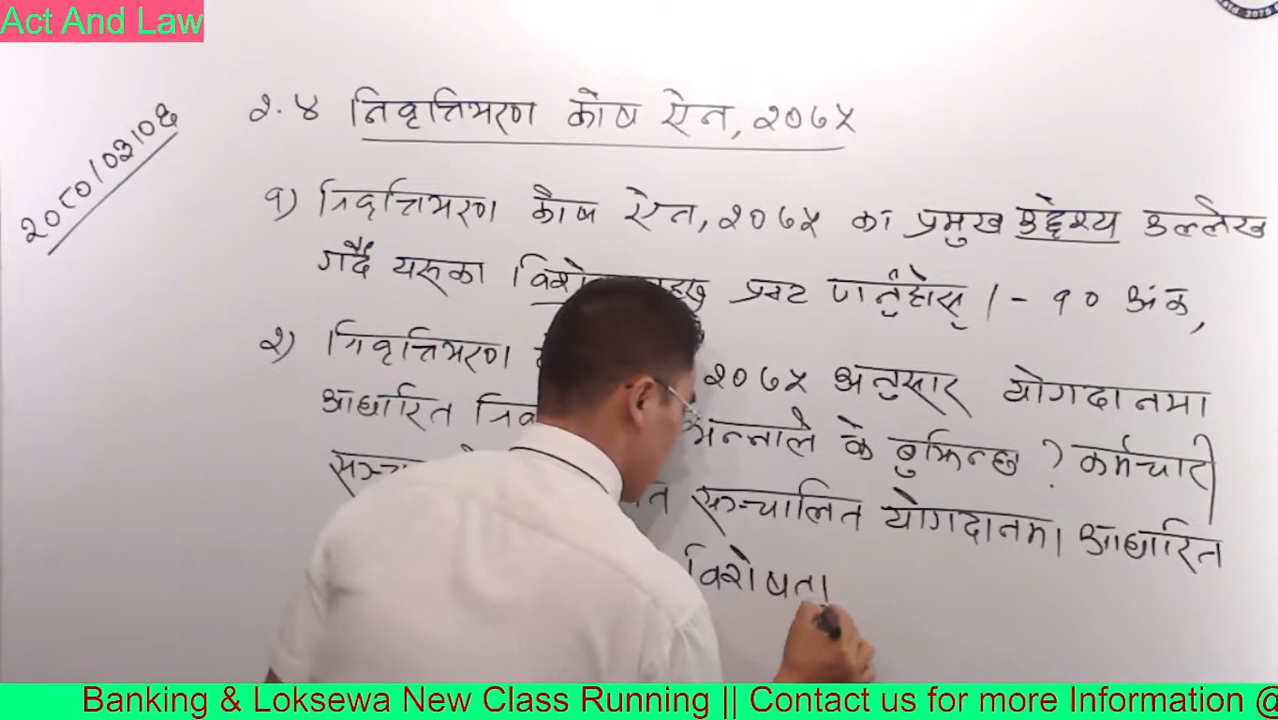 Act And Law
२०८०/०३/०६
२.४ निवृत्तिभरण कोष ऐन, २०७५
१) निवृत्तिभरण कोष ऐन, २०७५ का प्रमुख उद्देश्य उल्लेख
गर्दै यसका प्रस्ट पार्नुहोस् ।- १० अंक,
२) निवृत्तिभरण २०७५ अनुसार योगदानमा
आधारित भन्नाले के बुझिन्छ ? कर्मचारी
सञ्चालित योगदानमा आधारित
विशेषता
Banking & Loksewa New Class Running || Contact us for more Information @